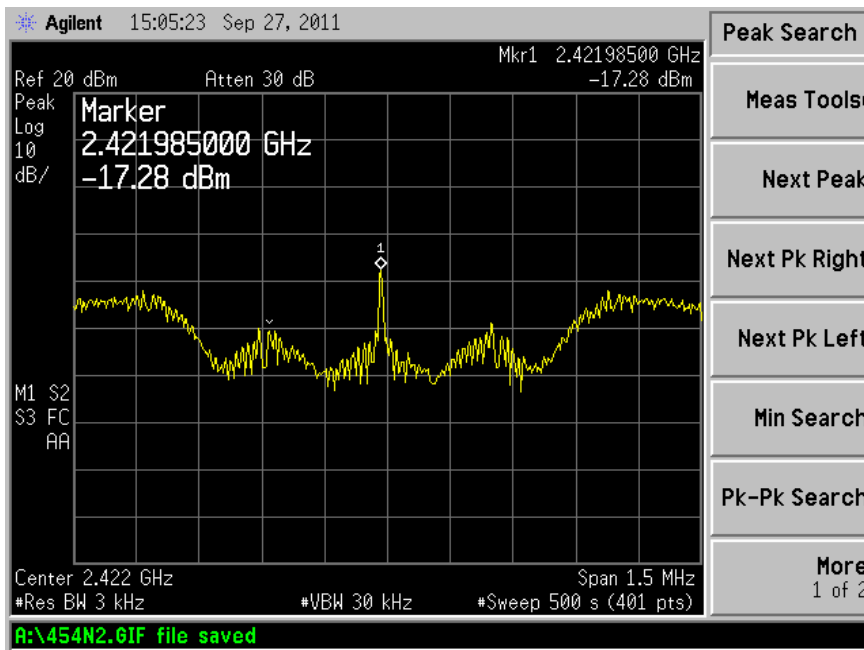 Agilent 15:05:23 Sep 27, 2011
Peak Search
Mkr1 2.42198500 GHz
Ref 20 dBm Atten 30 dB -17.28 dBm
Peak
Log
10
dB/
Marker
2.421985000 GHz
-17.28 dBm
1
M1 S2
S3 FC
AA
Center 2.422 GHz Span 1.5 MHz
#Res BW 3 kHz #VBW 30 kHz #Sweep 500 s (401 pts)
A:\454N2.GIF file saved
Meas Tools
Next Peak
Next Pk Right
Next Pk Left
Min Search
Pk-Pk Search
More
1 of 2